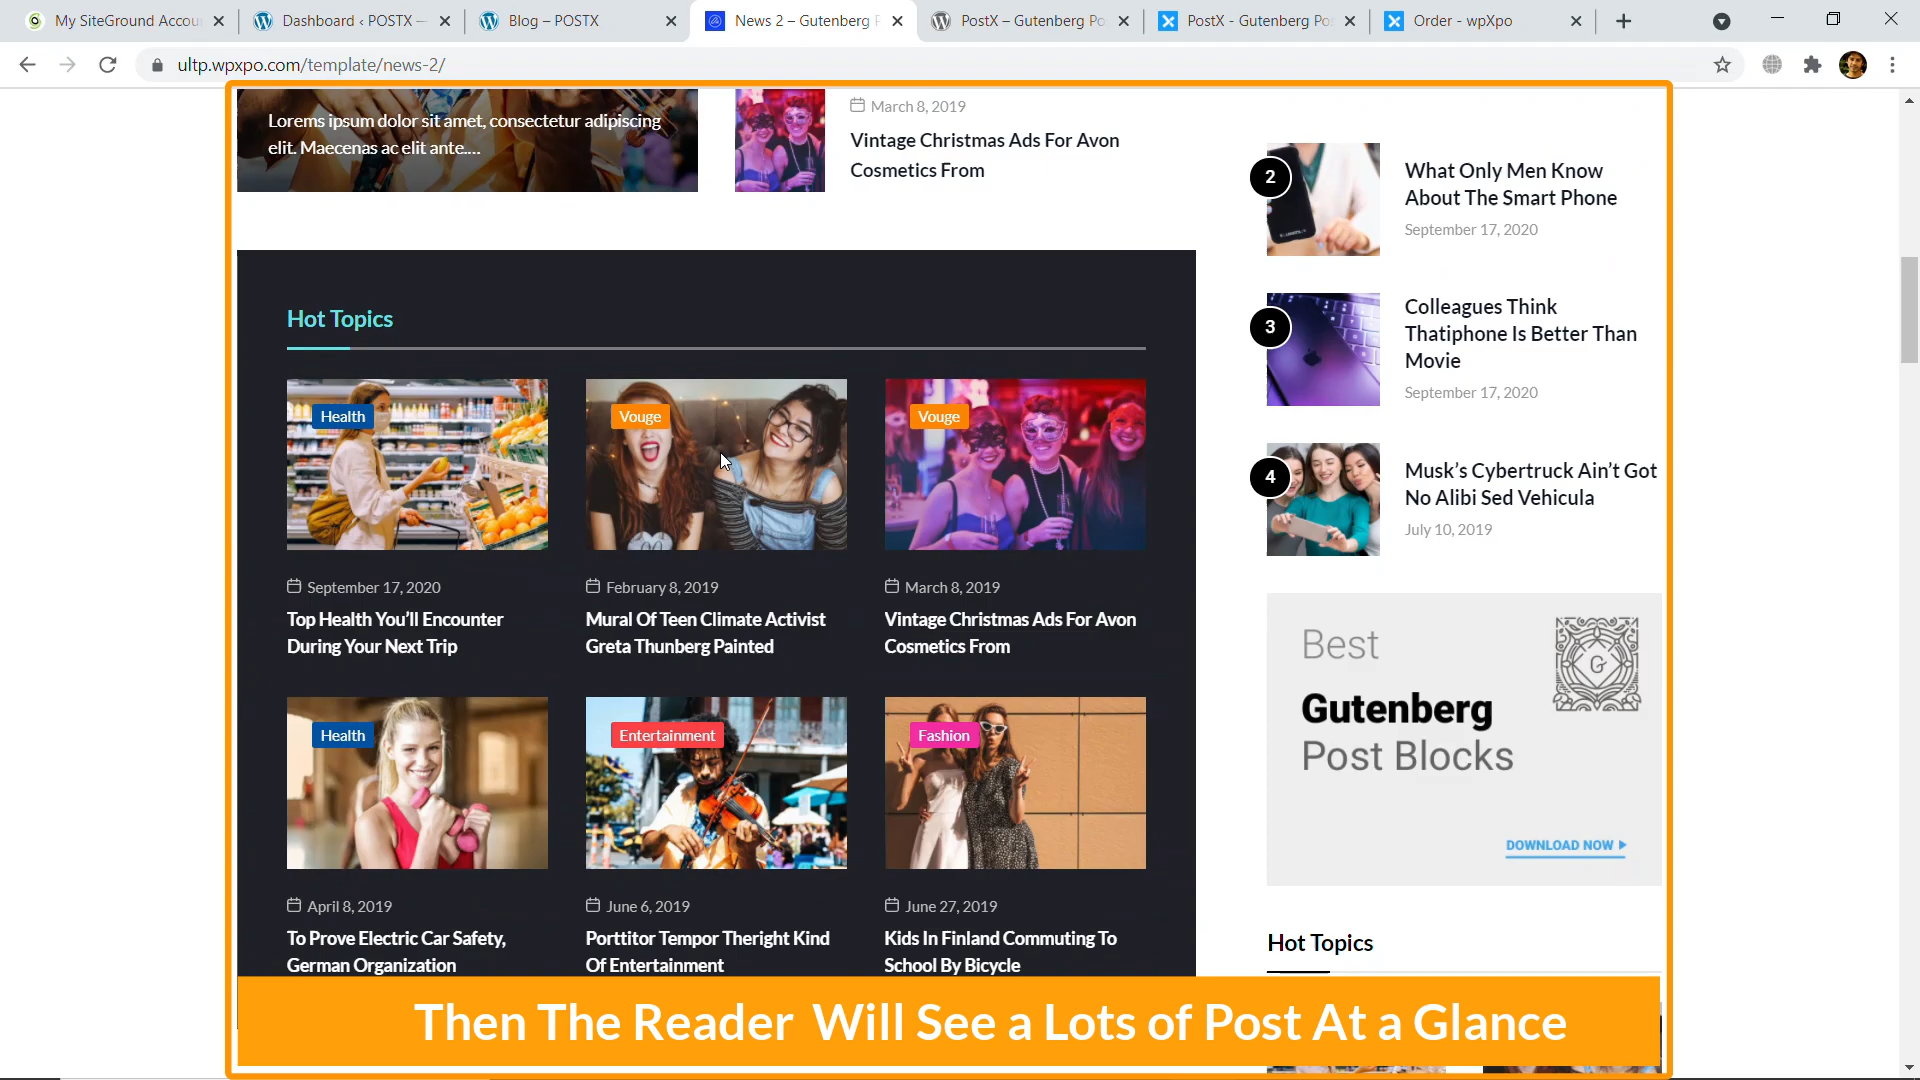 My SiteGround Accou
Dashboard ‹ POSTX —
Blog – POSTX
News 2 – Gutenberg P
PostX – Gutenberg Po
PostX - Gutenberg Pos
Order - wpXpo
ultp.wpxpo.com/template/news-2/
Lorems ipsum dolor sit amet, consectetur adipiscing
elit. Maecenas ac elit ante....
March 8, 2019
Vintage Christmas Ads For Avon
Cosmetics From
2
What Only Men Know
About The Smart Phone
September 17, 2020
3
Colleagues Think
Thatiphone Is Better Than
Movie
September 17, 2020
4
Musk's Cybertruck Ain't Got
No Alibi Sed Vehicula
July 10, 2019
Hot Topics
Health
Vouge
Vouge
September 17, 2020
February 8, 2019
March 8, 2019
Top Health You'll Encounter
During Your Next Trip
Mural Of Teen Climate Activist
Greta Thunberg Painted
Vintage Christmas Ads For Avon
Cosmetics From
Health
Entertainment
Fashion
April 8, 2019
June 6, 2019
June 27, 2019
To Prove Electric Car Safety,
German Organization
Porttitor Tempor Theright Kind
Of Entertainment
Kids In Finland Commuting To
School By Bicycle
Best
Gutenberg
Post Blocks
G
DOWNLOAD NOW
Hot Topics
Then The Reader Will See a Lots of Post At a Glance